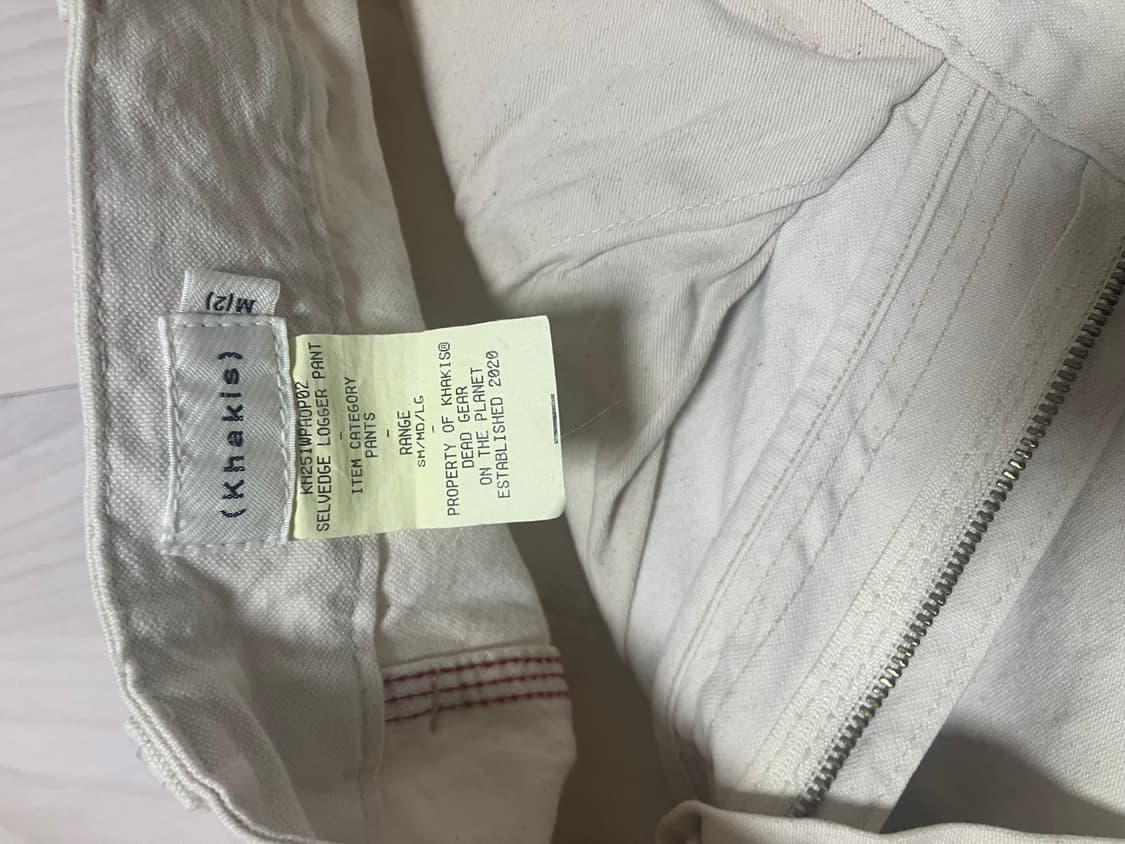 M(2)
(Khakis)
KH251WPAOP02
SELVEDGE LOGGER PANT
-
ITEM CATEGORY
PANTS
-
RANGE
SM/MD/LG
-
PROPERTY OF KHAKIS®
DEAD GEAR
ON THE PLANET
ESTABLISHED 2020